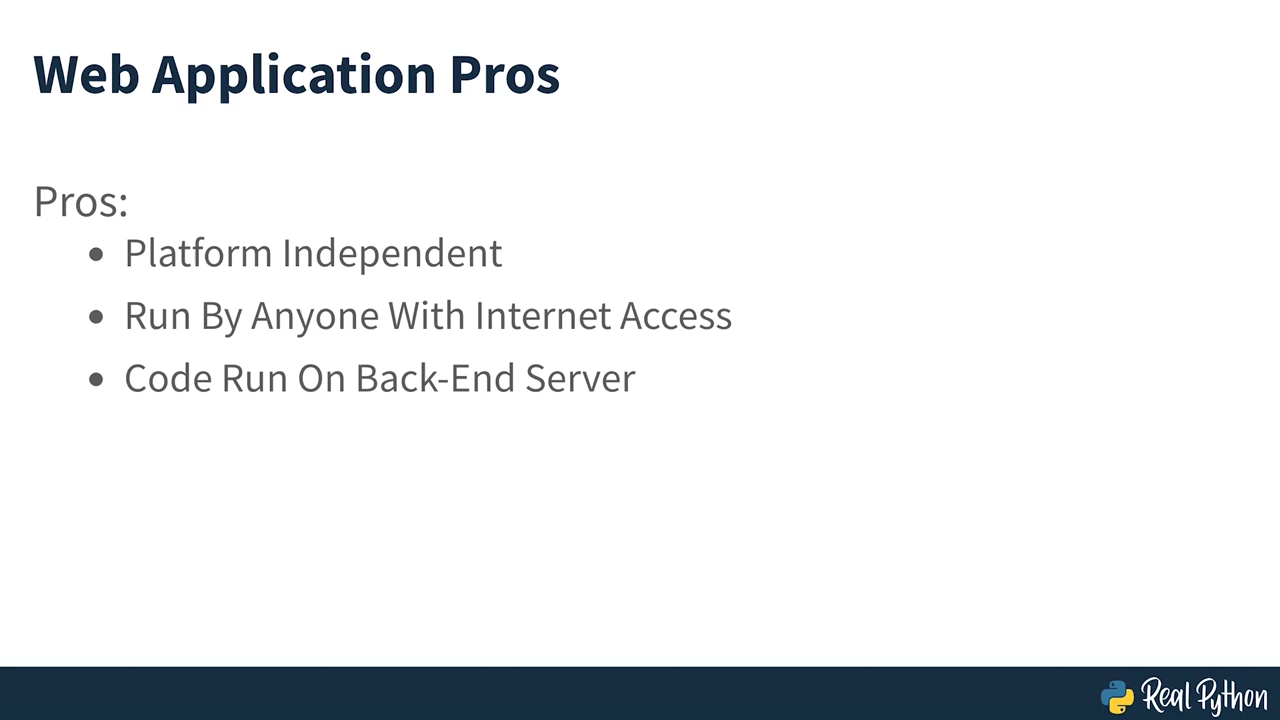 Web Application Pros
Pros:
• Platform Independent
• Run By Anyone With Internet Access
• Code Run On Back-End Server
Real Python